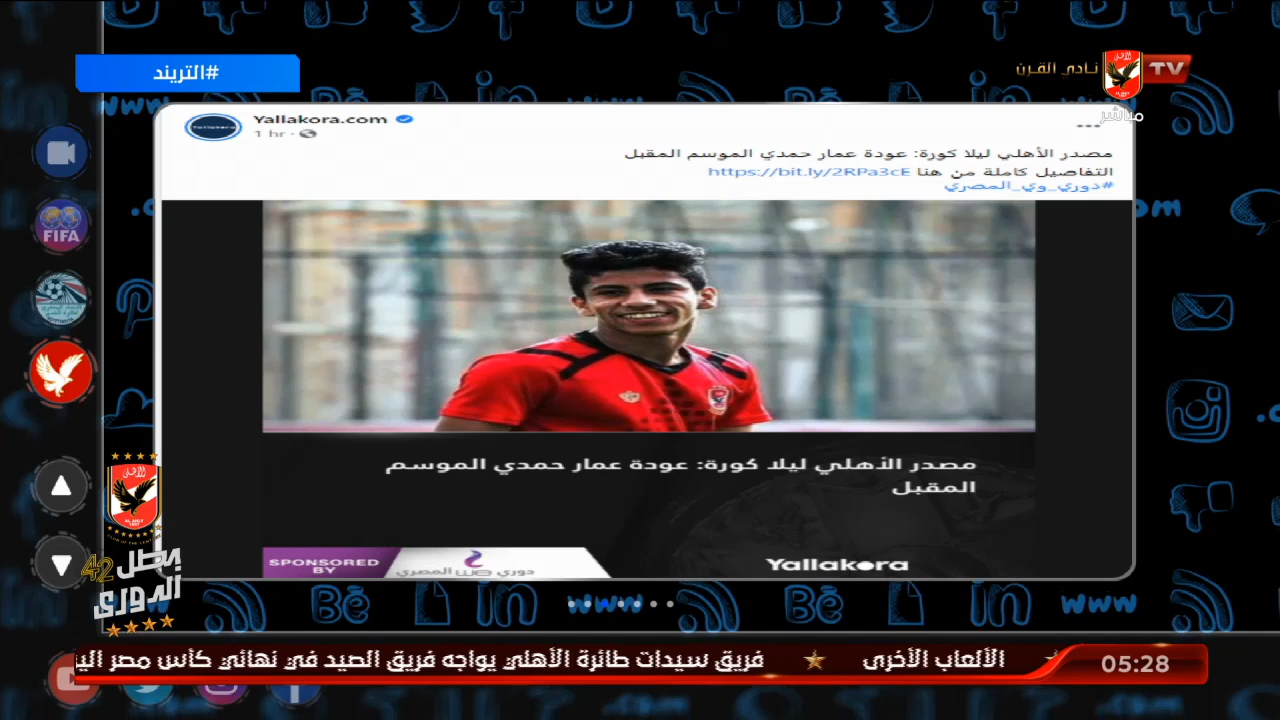 #التريند
نادي القرن
TV
مباشر
Yallakora.com
1 hr
مصدر الأهلي ليلا كورة: عودة عمار حمدي الموسم المقبل
التفاصيل كاملة من هنا https://bit.ly/2RPa3cE
#دوري_وي_المصري
FIFA
مصدر الأهلي ليلا كورة: عودة عمار حمدي الموسم
المقبل
SPONSORED
BY
دوري we المصري
Yallakora
بطل 42
الدوري
الألعاب الأخرى
فريق سيدات طائرة الأهلي يواجه فريق الصيد في نهائي كأس مصر
05:28